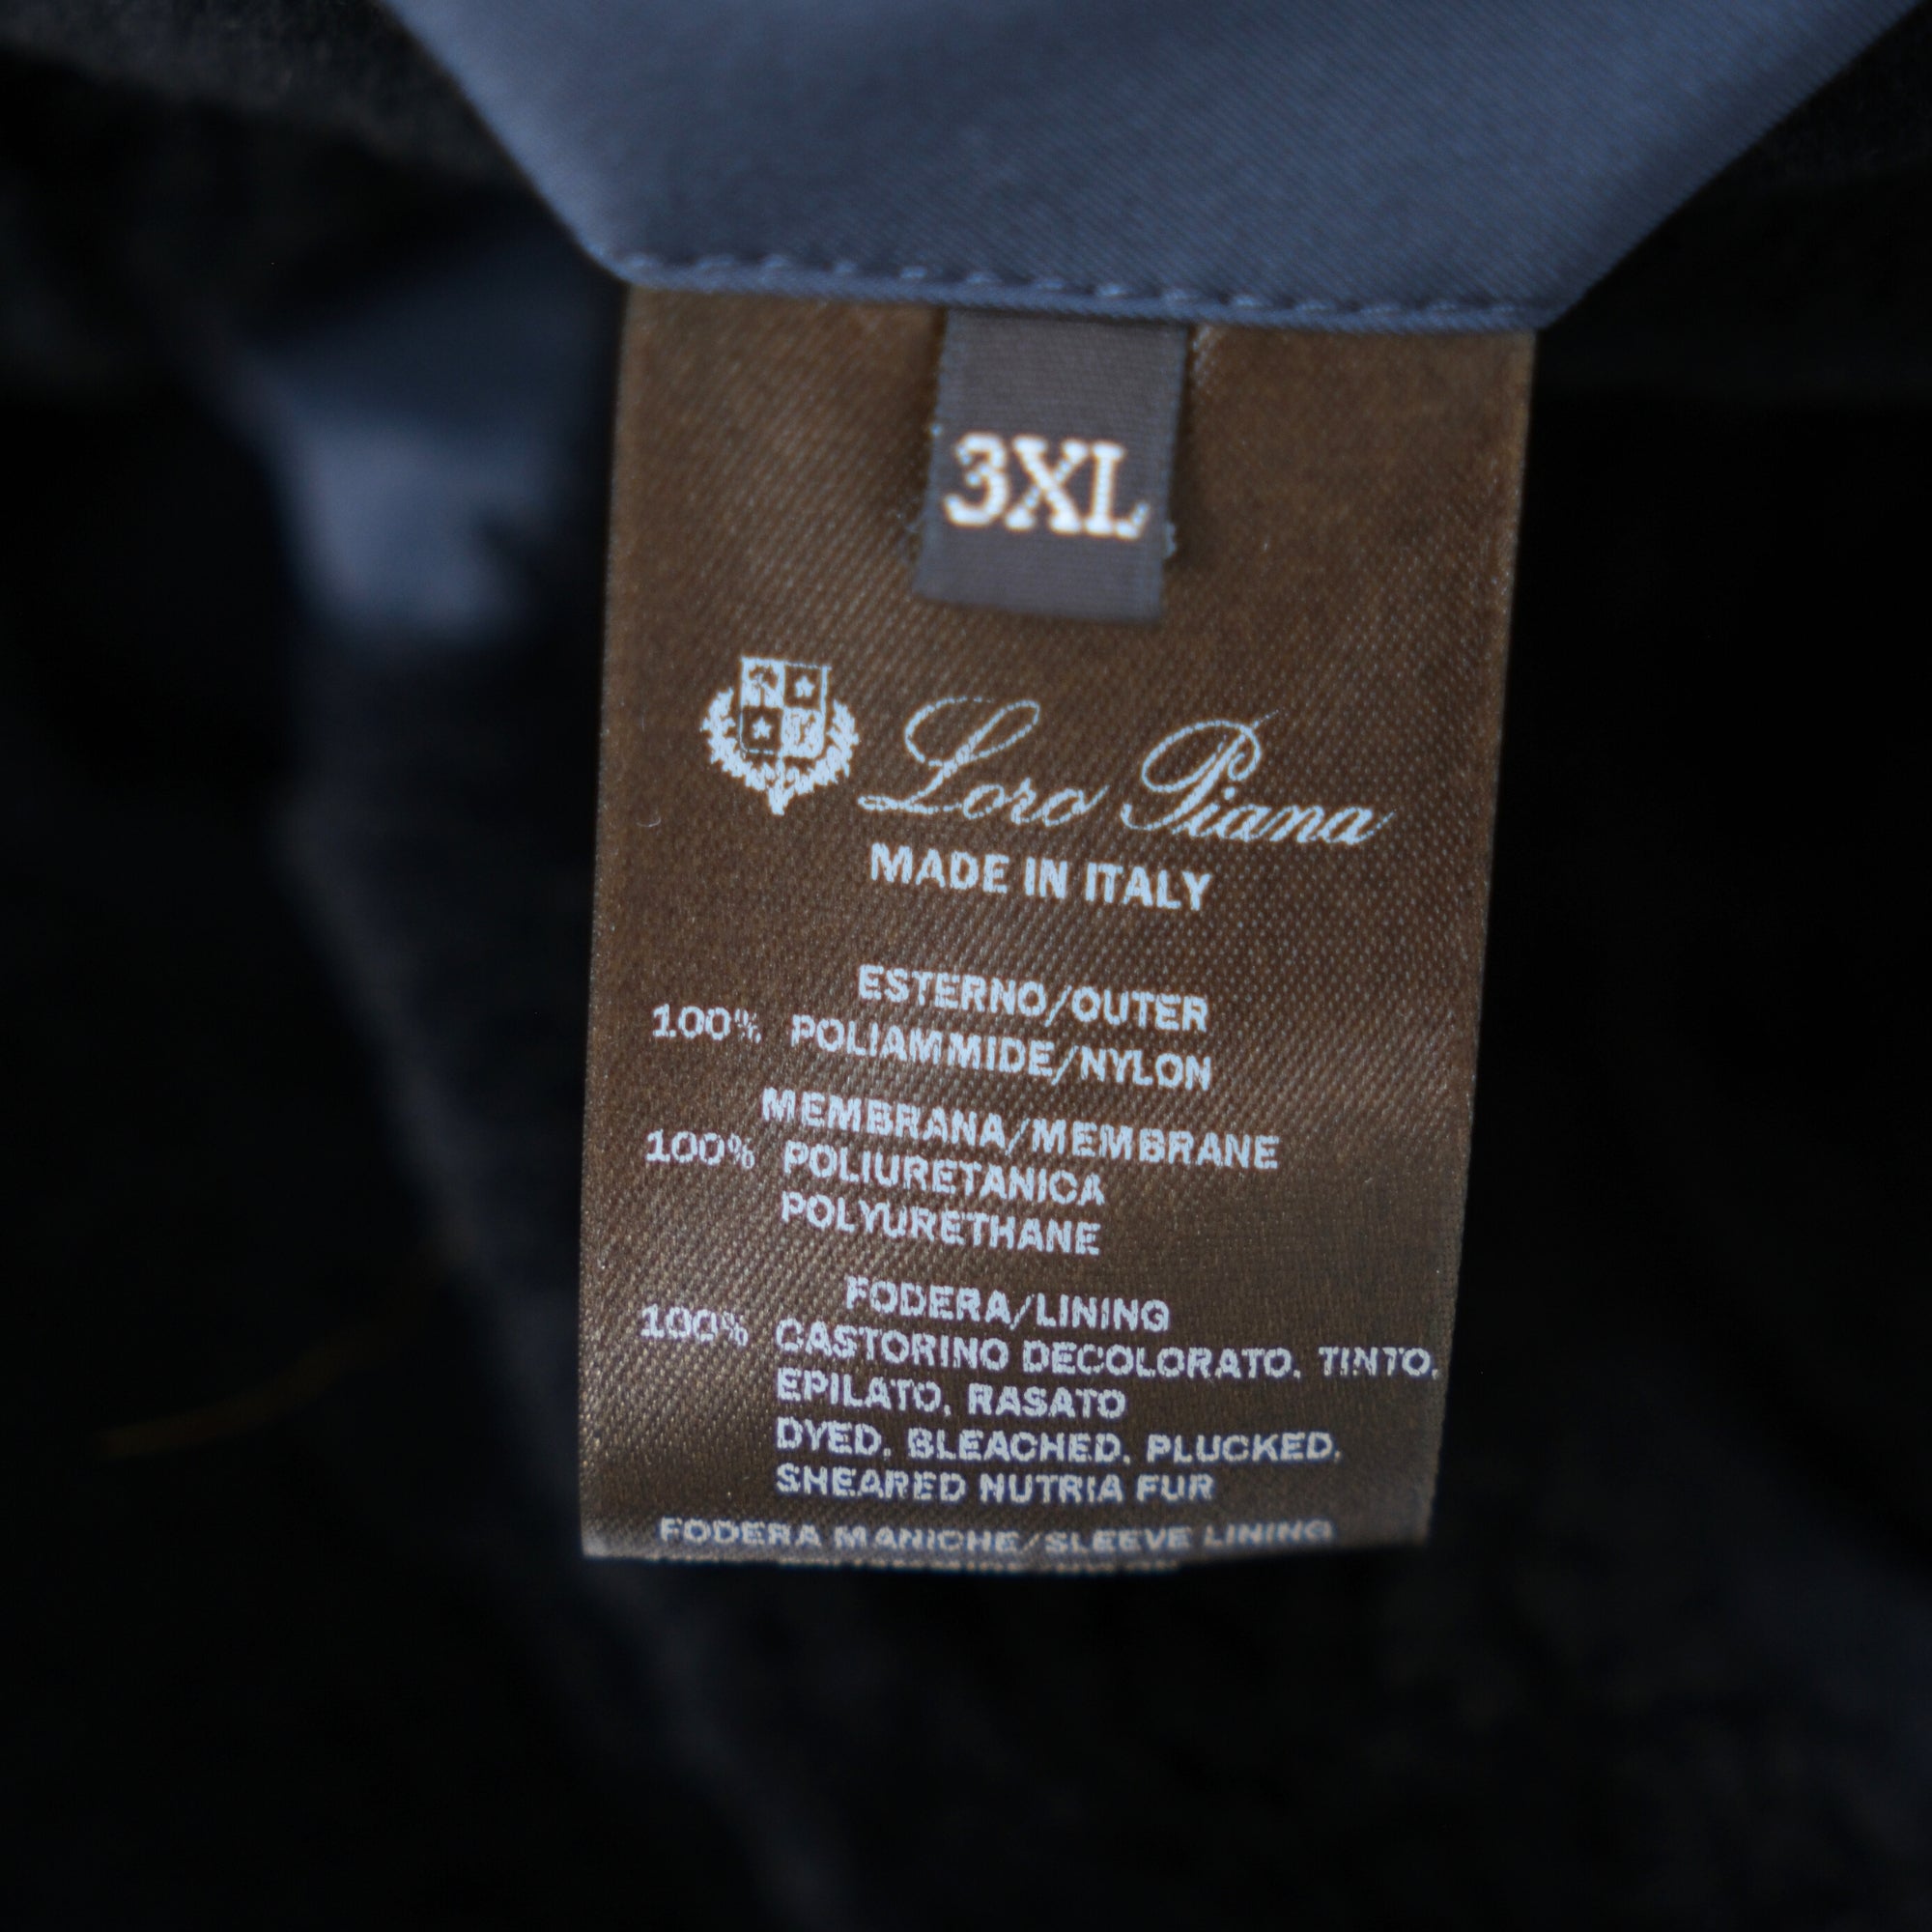 3XL
Loro Piana
MADE IN ITALY
ESTERNO/OUTER
100% POLIAMMIDE/NYLON
MEMBRANA/MEMBRANE
100% POLIURETANICA
POLYURETHANE
FODERA/LINING
100% CASTORINO DECOLORATO, TINTO,
EPILATO, RASATO
DYED, BLEACHED, PLUCKED,
SHEARED NUTRIA FUR
FODERA MANICHE/SLEEVE LINING